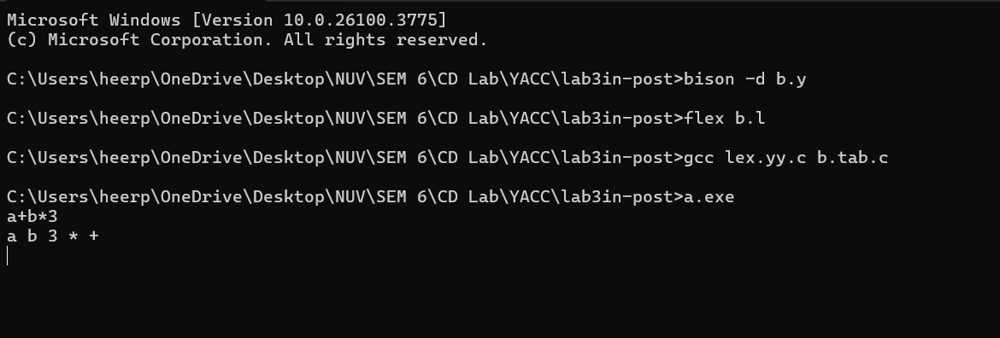 Microsoft Windows [Version 10.0.26100.3775]
(c) Microsoft Corporation. All rights reserved.
C:\Users\heerp\OneDrive\Desktop\NUV\SEM 6\CD Lab\YACC\lab3in-post>bison -d b.y
C:\Users\heerp\OneDrive\Desktop\NUV\SEM 6\CD Lab\YACC\lab3in-post>flex b.l
C:\Users\heerp\OneDrive\Desktop\NUV\SEM 6\CD Lab\YACC\lab3in-post>gcc lex.yy.c b.tab.c
C:\Users\heerp\OneDrive\Desktop\NUV\SEM 6\CD Lab\YACC\lab3in-post>a.exe
a+b*3
a b 3 * +